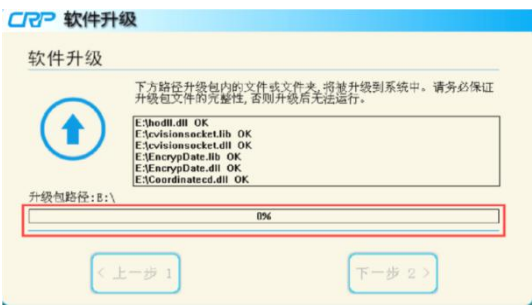 CRP 软件升级
软件升级
下方路径升级包内的文件或文件夹,将被升级到系统中。请务必保证
升级包文件的完整性,否则升级后无法运行。
E:\hodll.dll OK
E:\cvisionsocket.lib OK
E:\cvisionsocket.dll OK
E:\EncrypDate.lib OK
E:\EncrypDate.dll OK
E:\Coordinatecd.dll OK
升级包路径:E:\
0%
< 上一步 1
下一步 2 >